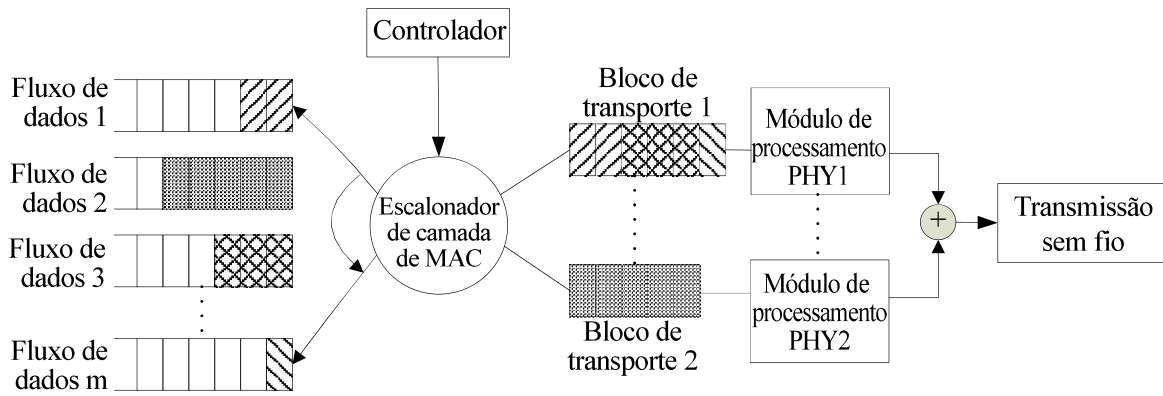 Controlador
Fluxo de
dados 1
Fluxo de
dados 2
Fluxo de
dados 3
Fluxo de
dados m
Escalonador
de camada
de MAC
Bloco de
transporte 1
Bloco de
transporte 2
Módulo de
processamento
PHY1
Módulo de
processamento
PHY2
+
Transmissão
sem fio